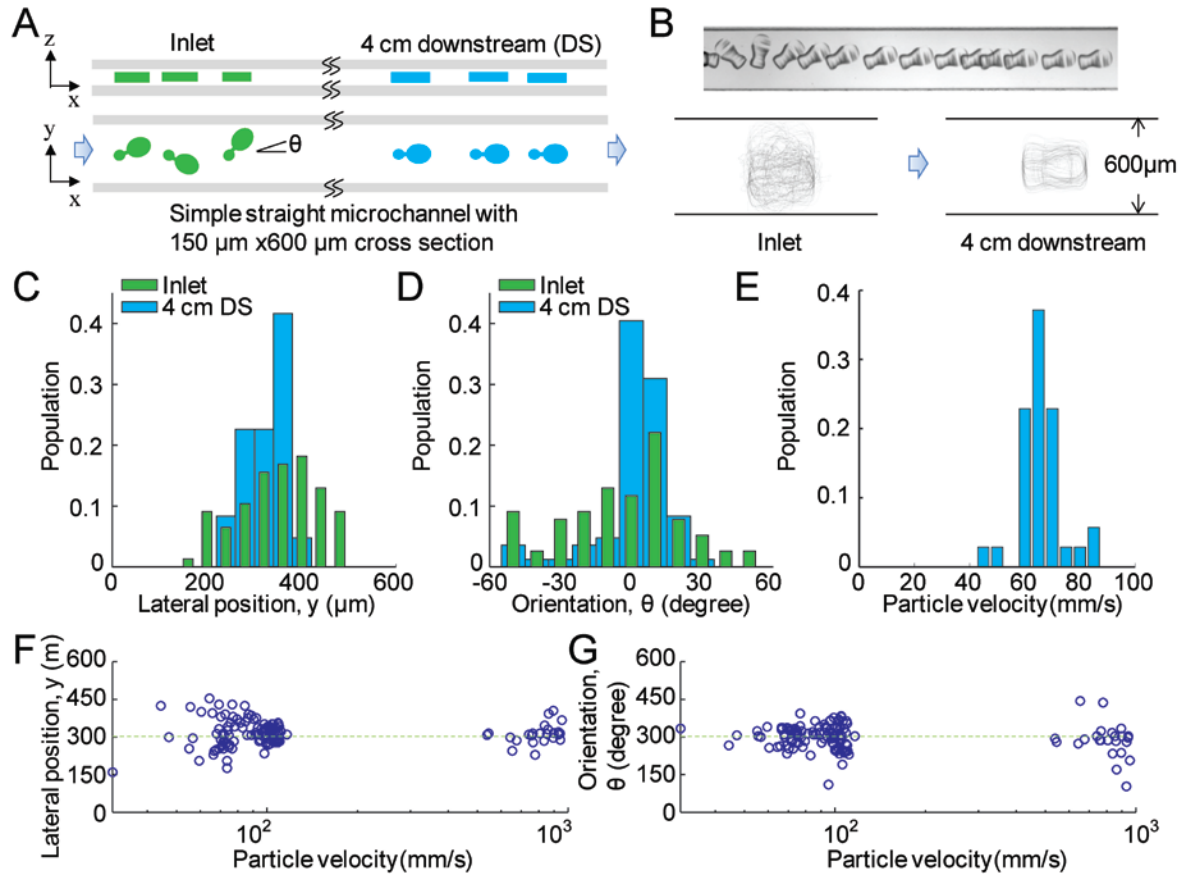 A
Inlet
4 cm downstream (DS)
z
x
y
x
θ
Simple straight microchannel with
150 µm x600 µm cross section
B
600µm
Inlet
4 cm downstream
C
Inlet
4 cm DS
Population
0.4
0.3
0.2
0.1
0
0
200
400
600
Lateral position, y (µm)
D
Inlet
4 cm DS
Population
0.4
0.3
0.2
0.1
0
-60
-30
0
30
60
Orientation, θ (degree)
E
Population
0.4
0.3
0.2
0.1
0
0
20
40
60
80
100
Particle velocity(mm/s)
F
Lateral position, y (m)
600
450
300
150
0
10²
10³
Particle velocity(mm/s)
G
Orientation,
θ (degree)
600
450
300
150
0
10²
10³
Particle velocity(mm/s)